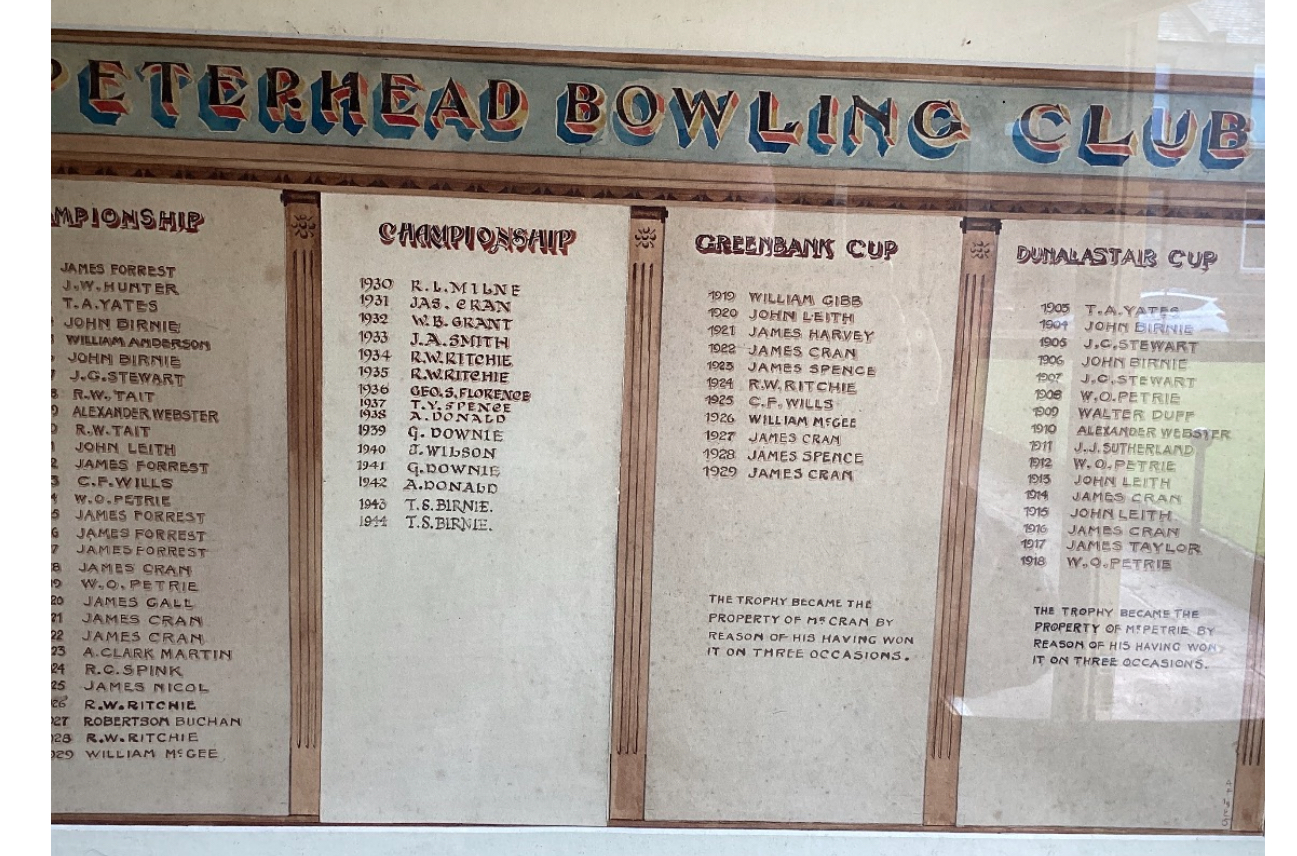 PETERHEAD BOWLING CLUB
MPIONSHIP
JAMES FORREST
J.W. HUNTER
T.A. YATES
JOHN BIRNIE
WILLIAM ANDERSON
JOHN BIRNIE
J.G. STEWART
R.W. TAIT
ALEXANDER WEBSTER
R.W. TAIT
JOHN LEITH
JAMES FORREST
C.F. WILLS
W.O. PETRIE
JAMES FORREST
JAMES FORREST
JAMES FORREST
JAMES CRAN
W.O. PETRIE
20 JAMES GALL
21 JAMES CRAN
22 JAMES CRAN
23 A. CLARK MARTIN
24 R.G. SPINK
25 JAMES NICOL
26 R.W. RITCHIE
27 ROBERTSON BUCHAN
28 R.W. RITCHIE
29 WILLIAM McGEE
CHAMPIONSHIP
1930 R.L. MILNE
1931 JAS. CRAN
1932 W.B. GRANT
1933 J.A. SMITH
1934 R.W. RITCHIE
1935 R.W. RITCHIE
1936 GEO. S. FLORENCE
1937 T.Y. SPENCE
1938 A. DONALD
1939 G. DOWNIE
1940 J. WILSON
1941 G. DOWNIE
1942 A. DONALD
1943 T.S. BIRNIE.
1944 T.S. BIRNIE.
GREENBANK CUP
1919 WILLIAM GIBB
1920 JOHN LEITH
1921 JAMES HARVEY
1922 JAMES CRAN
1923 JAMES SPENCE
1924 R.W. RITCHIE
1925 C.F. WILLS
1926 WILLIAM McGEE
1927 JAMES CRAN
1928 JAMES SPENCE
1929 JAMES CRAN
THE TROPHY BECAME THE
PROPERTY OF Mr CRAN BY
REASON OF HIS HAVING WON
IT ON THREE OCCASIONS.
DUNALASTAIR CUP
1903 T.A. YATES
1904 JOHN BIRNIE
1905 J.G. STEWART
1906 JOHN BIRNIE
1907 J.G. STEWART
1908 W.O. PETRIE
1909 WALTER DUFF
1910 ALEXANDER WEBSTER
1911 J.J. SUTHERLAND
1912 W.O. PETRIE
1913 JOHN LEITH
1914 JAMES CRAN
1915 JOHN LEITH
1916 JAMES CRAN
1917 JAMES TAYLOR
1918 W.O. PETRIE
THE TROPHY BECAME THE
PROPERTY OF Mr PETRIE BY
REASON OF HIS HAVING WON
IT ON THREE OCCASIONS.